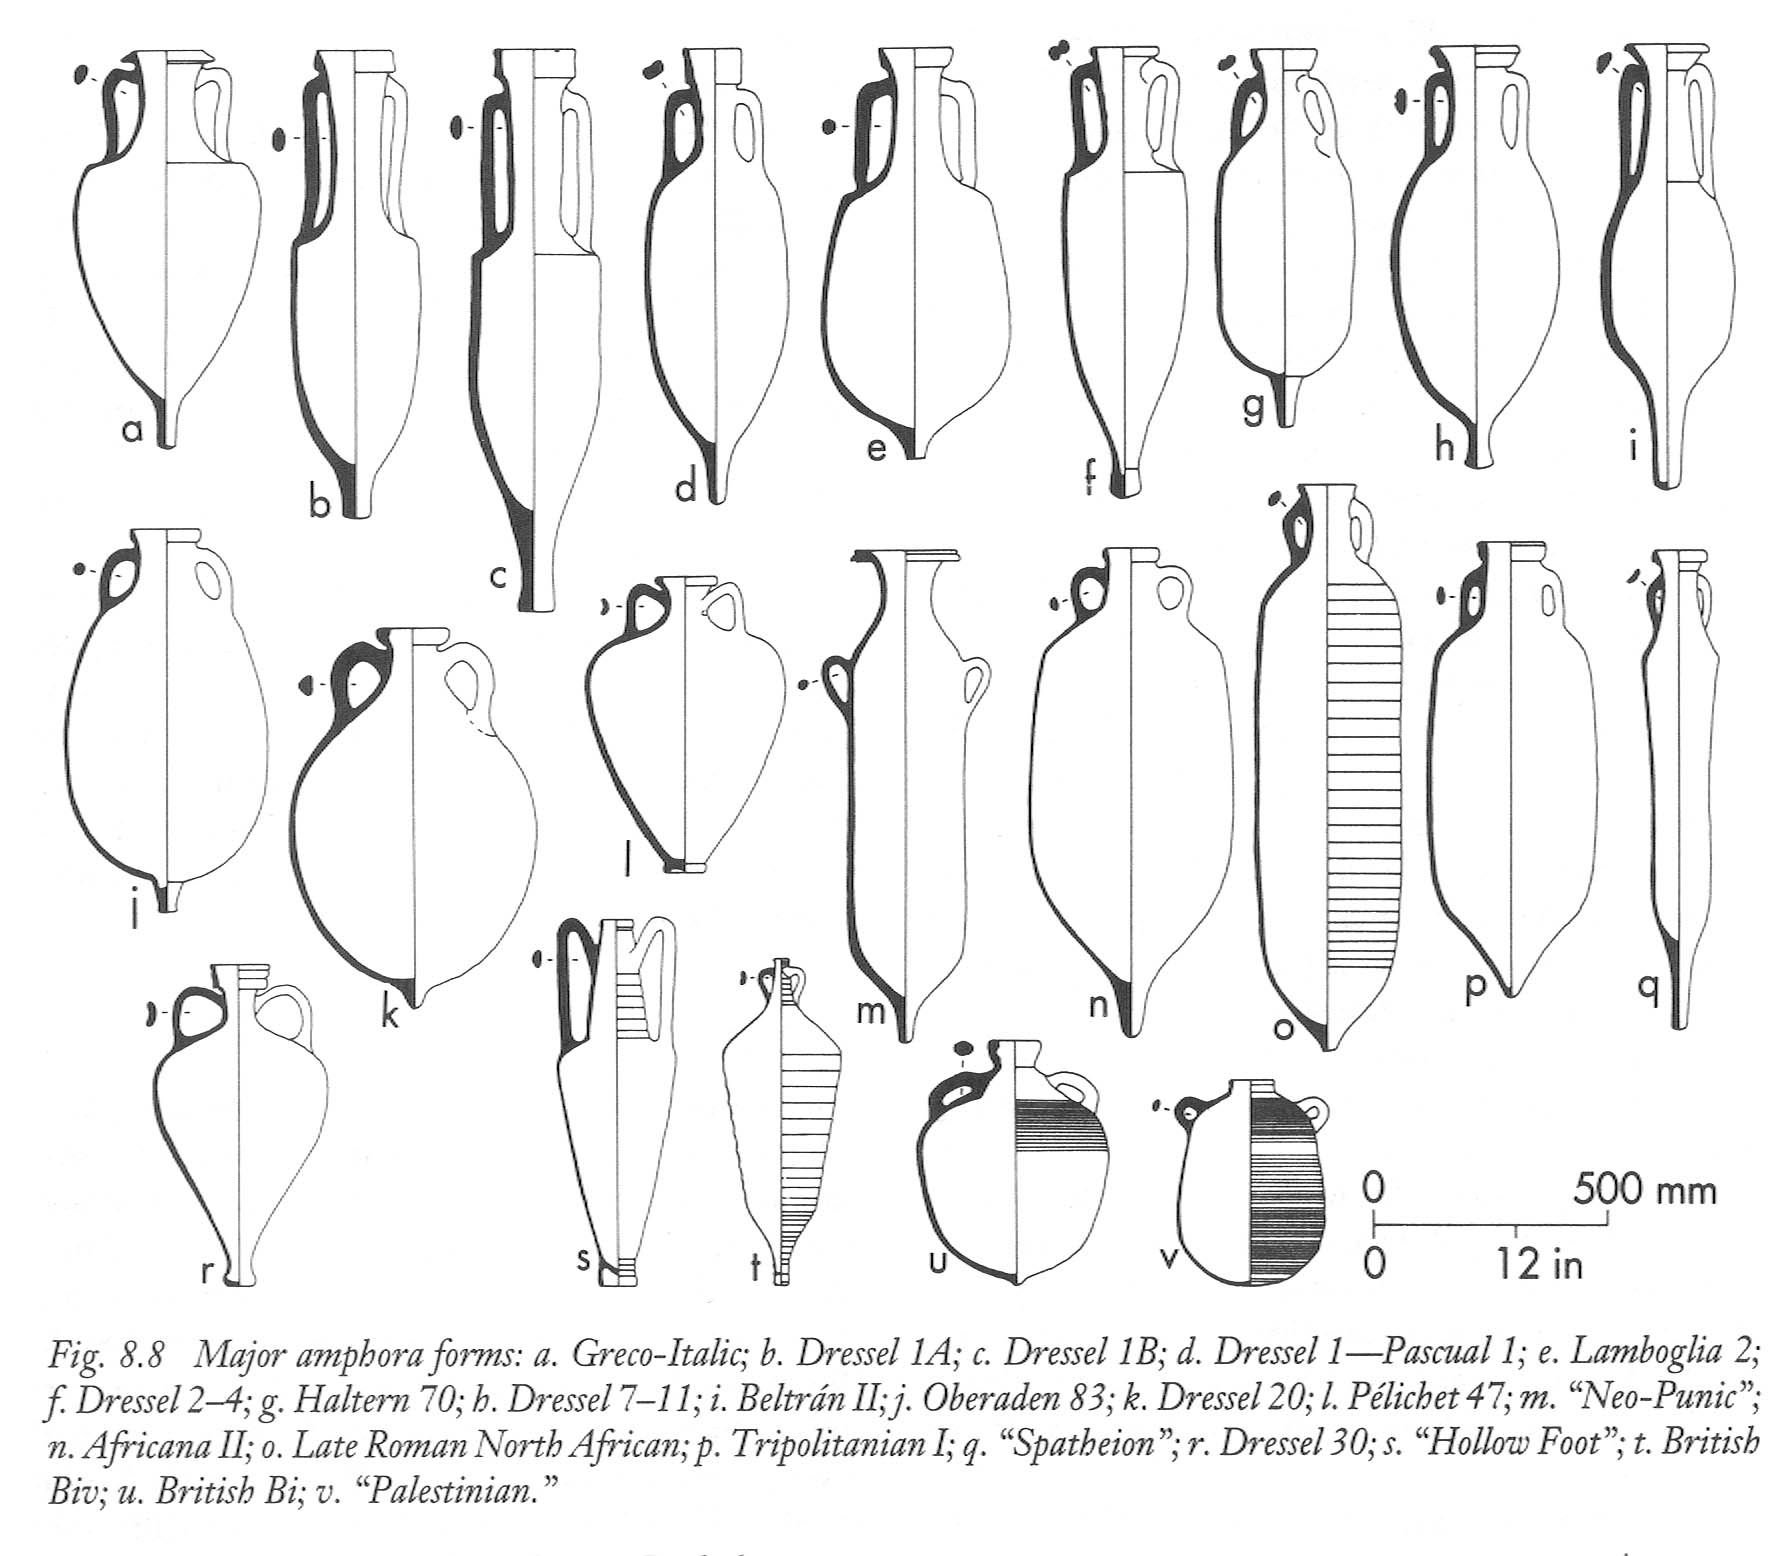 a
b
c
d
e
f
g
h
i
j
k
l
m
n
o
p
q
r
s
t
u
v
0 500 mm
0 12 in
Fig. 8.8 Major amphora forms: a. Greco-Italic; b. Dressel 1A; c. Dressel 1B; d. Dressel 1—Pascual 1; e. Lamboglia 2;
f. Dressel 2–4; g. Haltern 70; h. Dressel 7–11; i. Beltrán II; j. Oberaden 83; k. Dressel 20; l. Pélichet 47; m. “Neo-Punic”;
n. Africana II; o. Late Roman North African; p. Tripolitanian I; q. “Spatheion”; r. Dressel 30; s. “Hollow Foot”; t. British
Biv; u. British Bi; v. “Palestinian.”